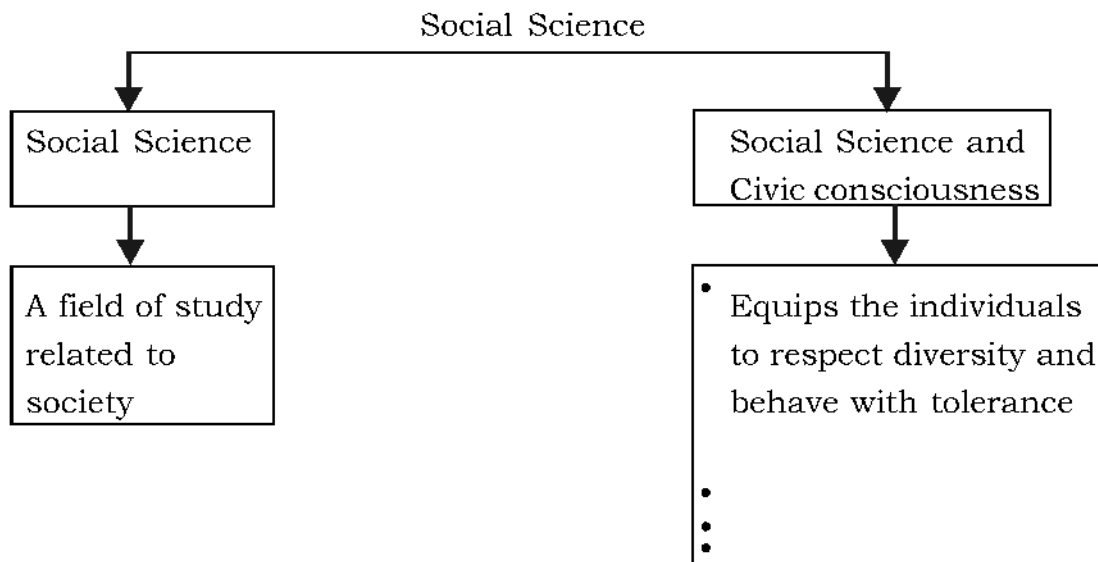 Social Science
Social Science
Social Science and
Civic consciousness
A field of study
related to
society
• Equips the individuals
to respect diversity and
behave with tolerance
•
•
•